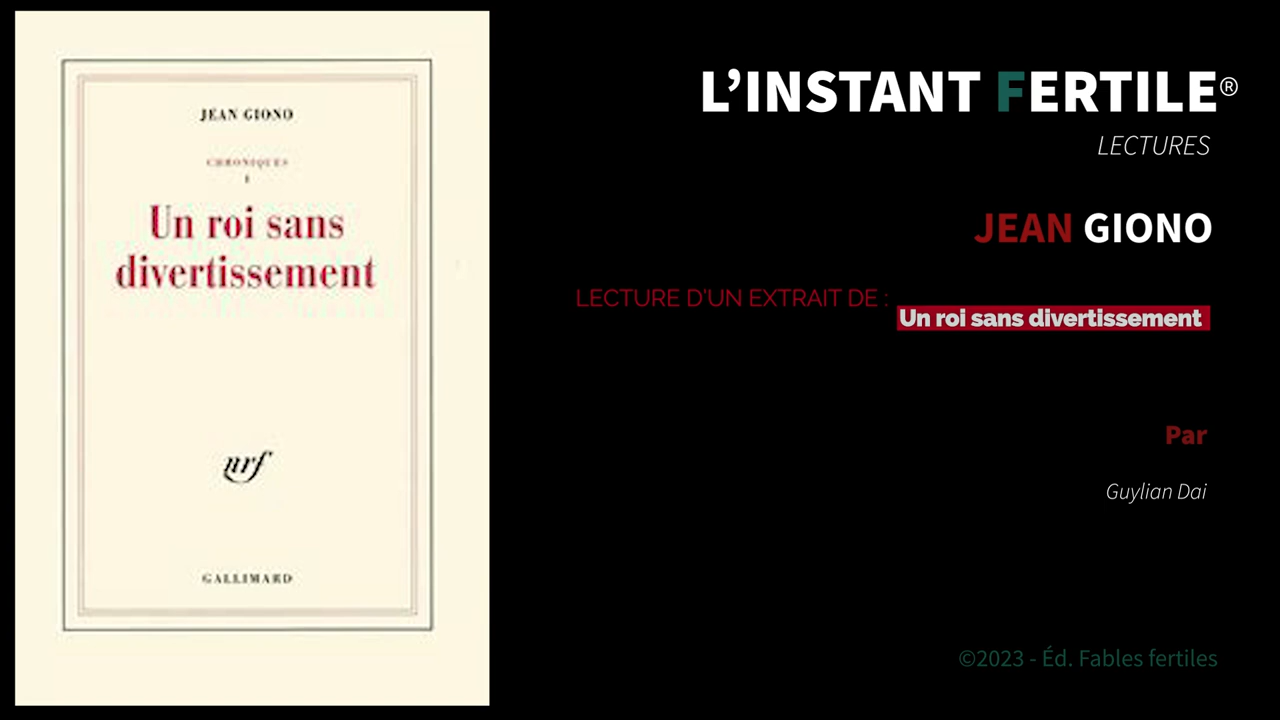 JEAN GIONO
CHRONIQUES
I
Un roi sans
divertissement
nrf
GALLIMARD
L’INSTANT FERTILE®
LECTURES
JEAN GIONO
LECTURE D'UN EXTRAIT DE :
Un roi sans divertissement
Par
Guylian Dai
©2023 - Éd. Fables fertiles